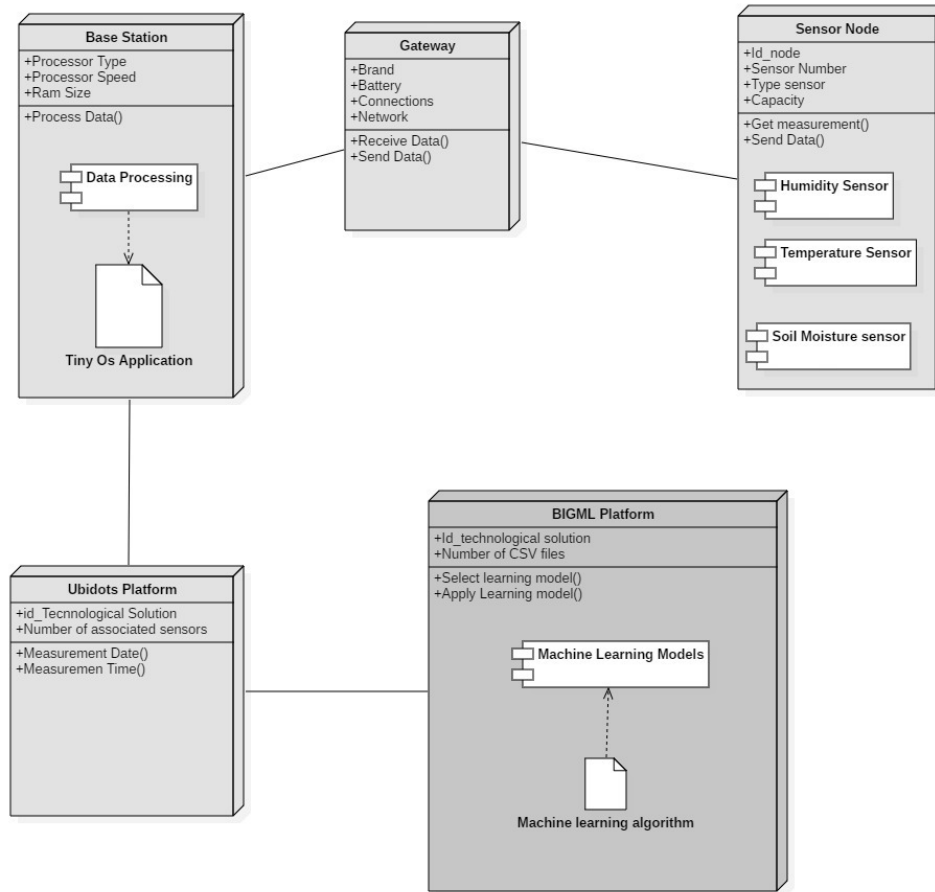 Base Station
+Processor Type
+Processor Speed
+Ram Size
+Process Data()
Data Processing
Tiny Os Application
Gateway
+Brand
+Battery
+Connections
+Network
+Receive Data()
+Send Data()
Sensor Node
+Id_node
+Sensor Number
+Type sensor
+Capacity
+Get measurement()
+Send Data()
Humidity Sensor
Temperature Sensor
Soil Moisture sensor
Ubidots Platform
+id_Tecnnological Solution
+Number of associated sensors
+Measurement Date()
+Measuremen Time()
BIGML Platform
+Id_technological solution
+Number of CSV files
+Select learning model()
+Apply Learning model()
Machine Learning Models
Machine learning algorithm